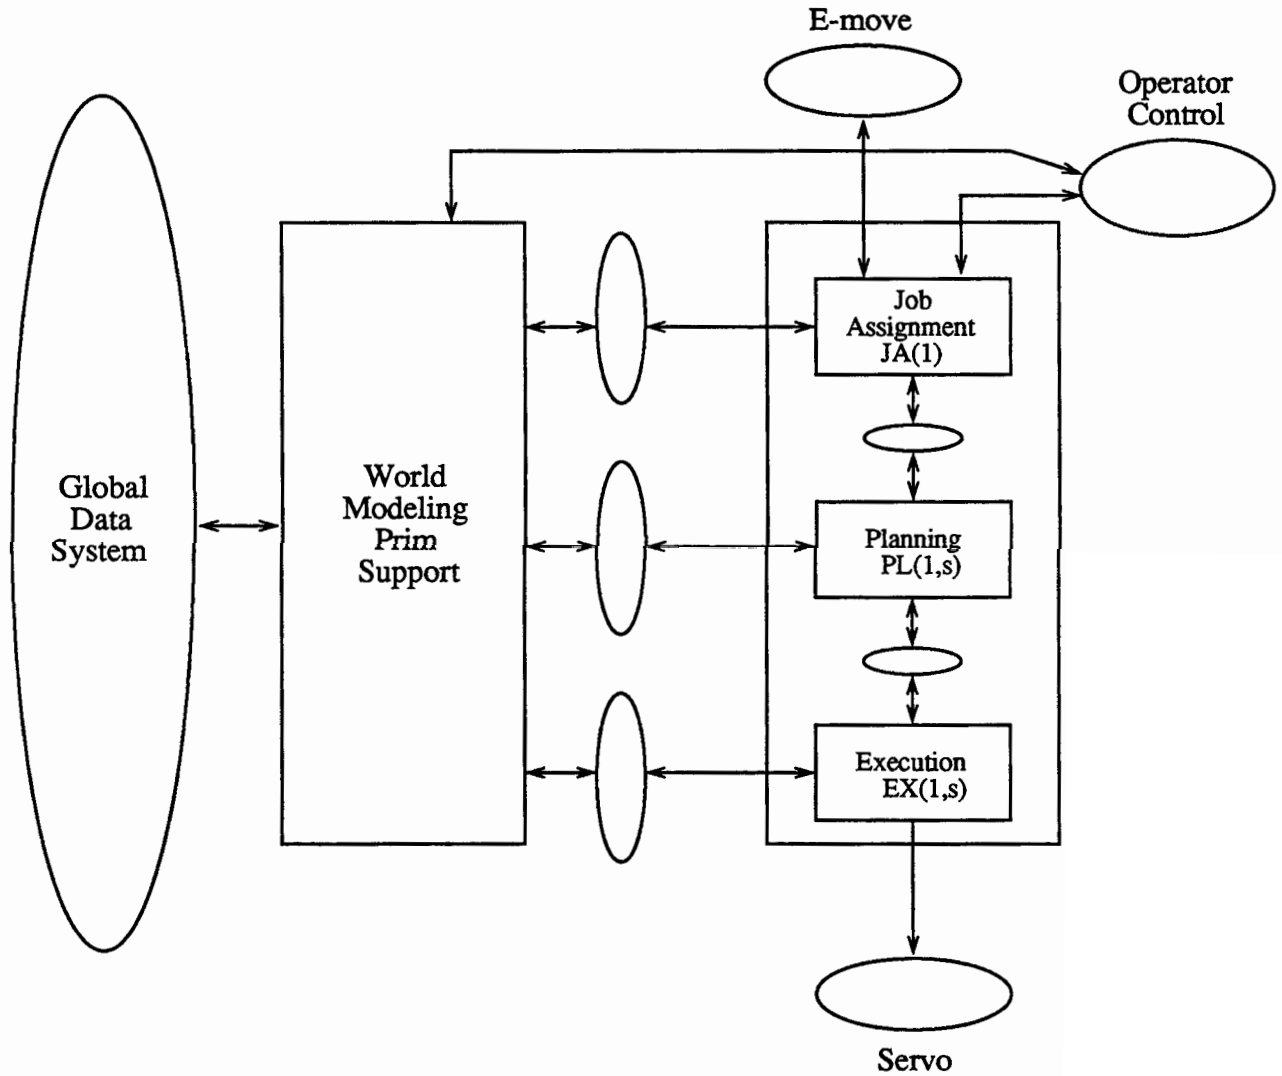 E-move
Operator
Control
Job
Assignment
JA(1)
Global
Data
System
World
Modeling
Prim
Support
Planning
PL(1,s)
Execution
EX(1,s)
Servo